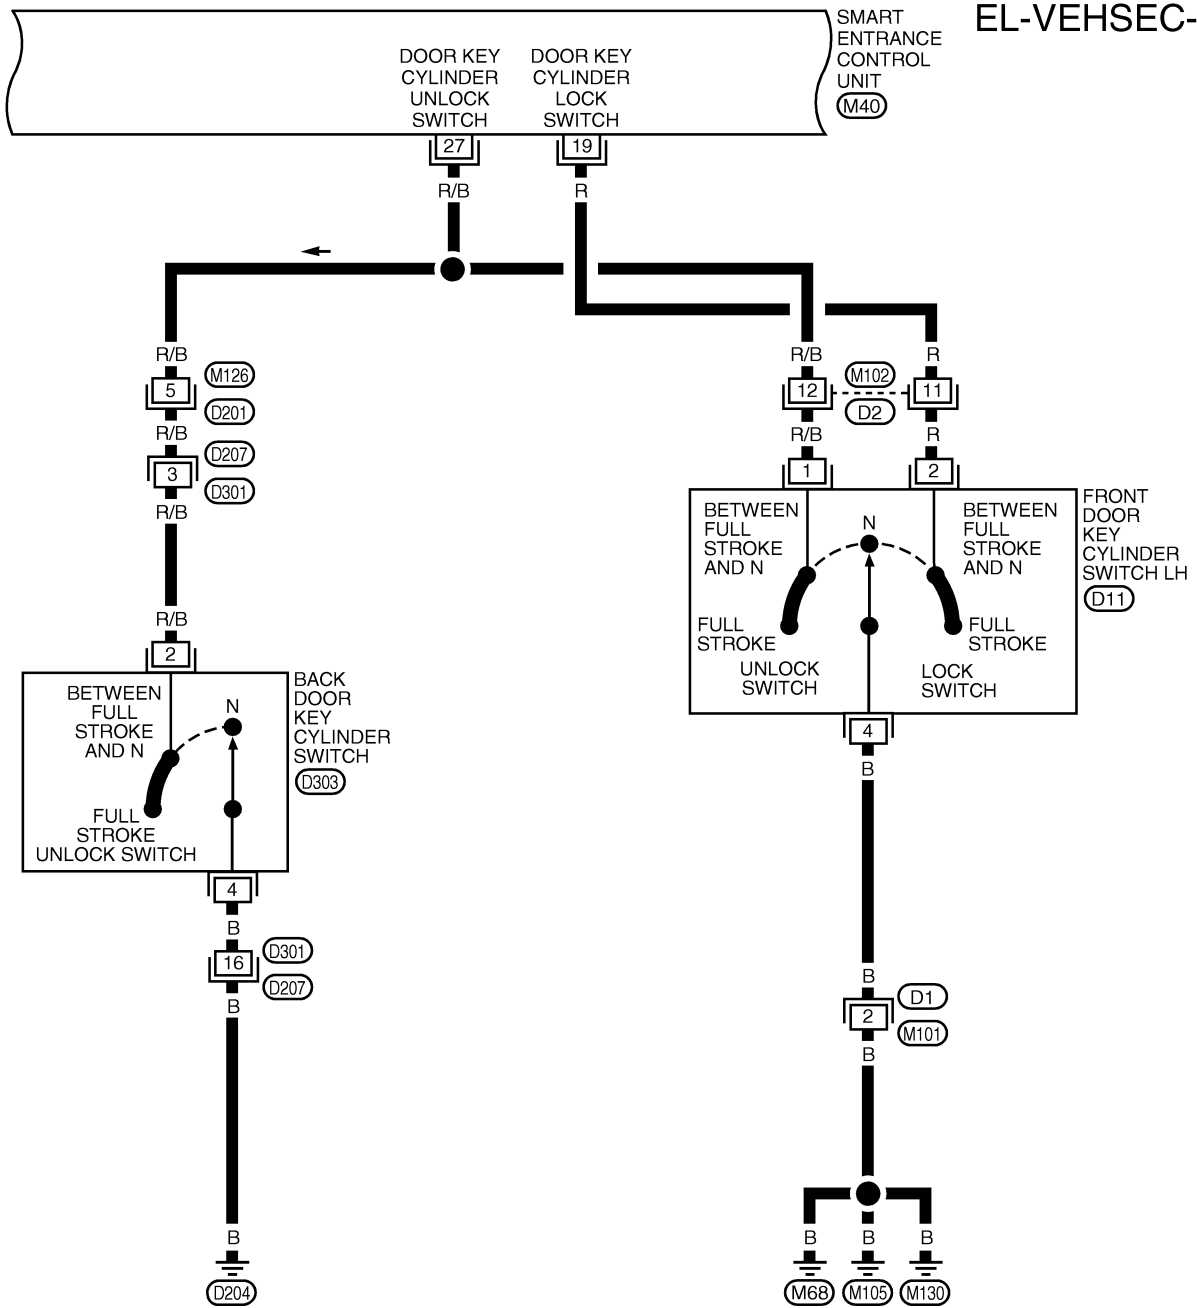 EL-VEHSEC-
SMART
ENTRANCE
CONTROL
UNIT
M40
DOOR KEY
CYLINDER
UNLOCK
SWITCH
DOOR KEY
CYLINDER
LOCK
SWITCH
27
19
R/B
R
R/B
R/B
R
5
M126
12
M102
11
D201
D2
R/B
R/B
R
D207
3
1
2
D301
R/B
FRONT
DOOR
KEY
CYLINDER
SWITCH LH
D11
BETWEEN
FULL
STROKE
AND N
N
BETWEEN
FULL
STROKE
AND N
FULL
STROKE
FULL
STROKE
UNLOCK
SWITCH
LOCK
SWITCH
R/B
2
BACK
DOOR
KEY
CYLINDER
SWITCH
D303
BETWEEN
FULL
STROKE
AND N
N
FULL
STROKE
UNLOCK SWITCH
4
B
4
B
16
D301
D207
B
B
2
D1
M101
B
B
B
B
B
D204
M68
M105
M130